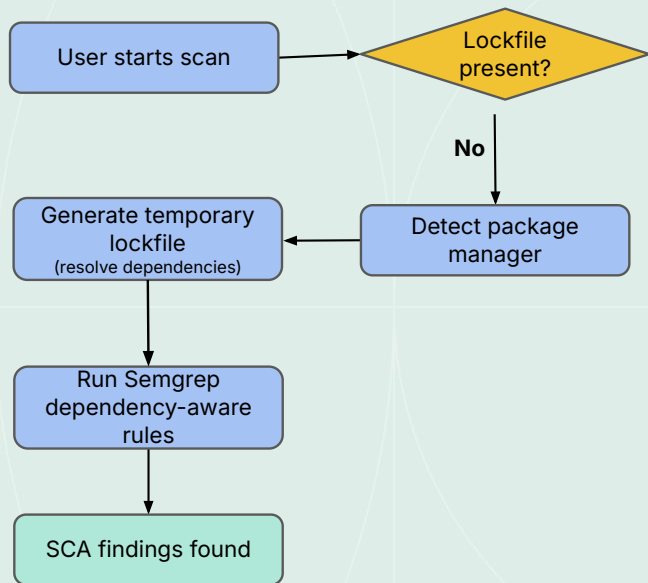 User starts scan
Lockfile
present?
No
Detect package
manager
Generate temporary
lockfile
(resolve dependencies)
Run Semgrep
dependency-aware
rules
SCA findings found